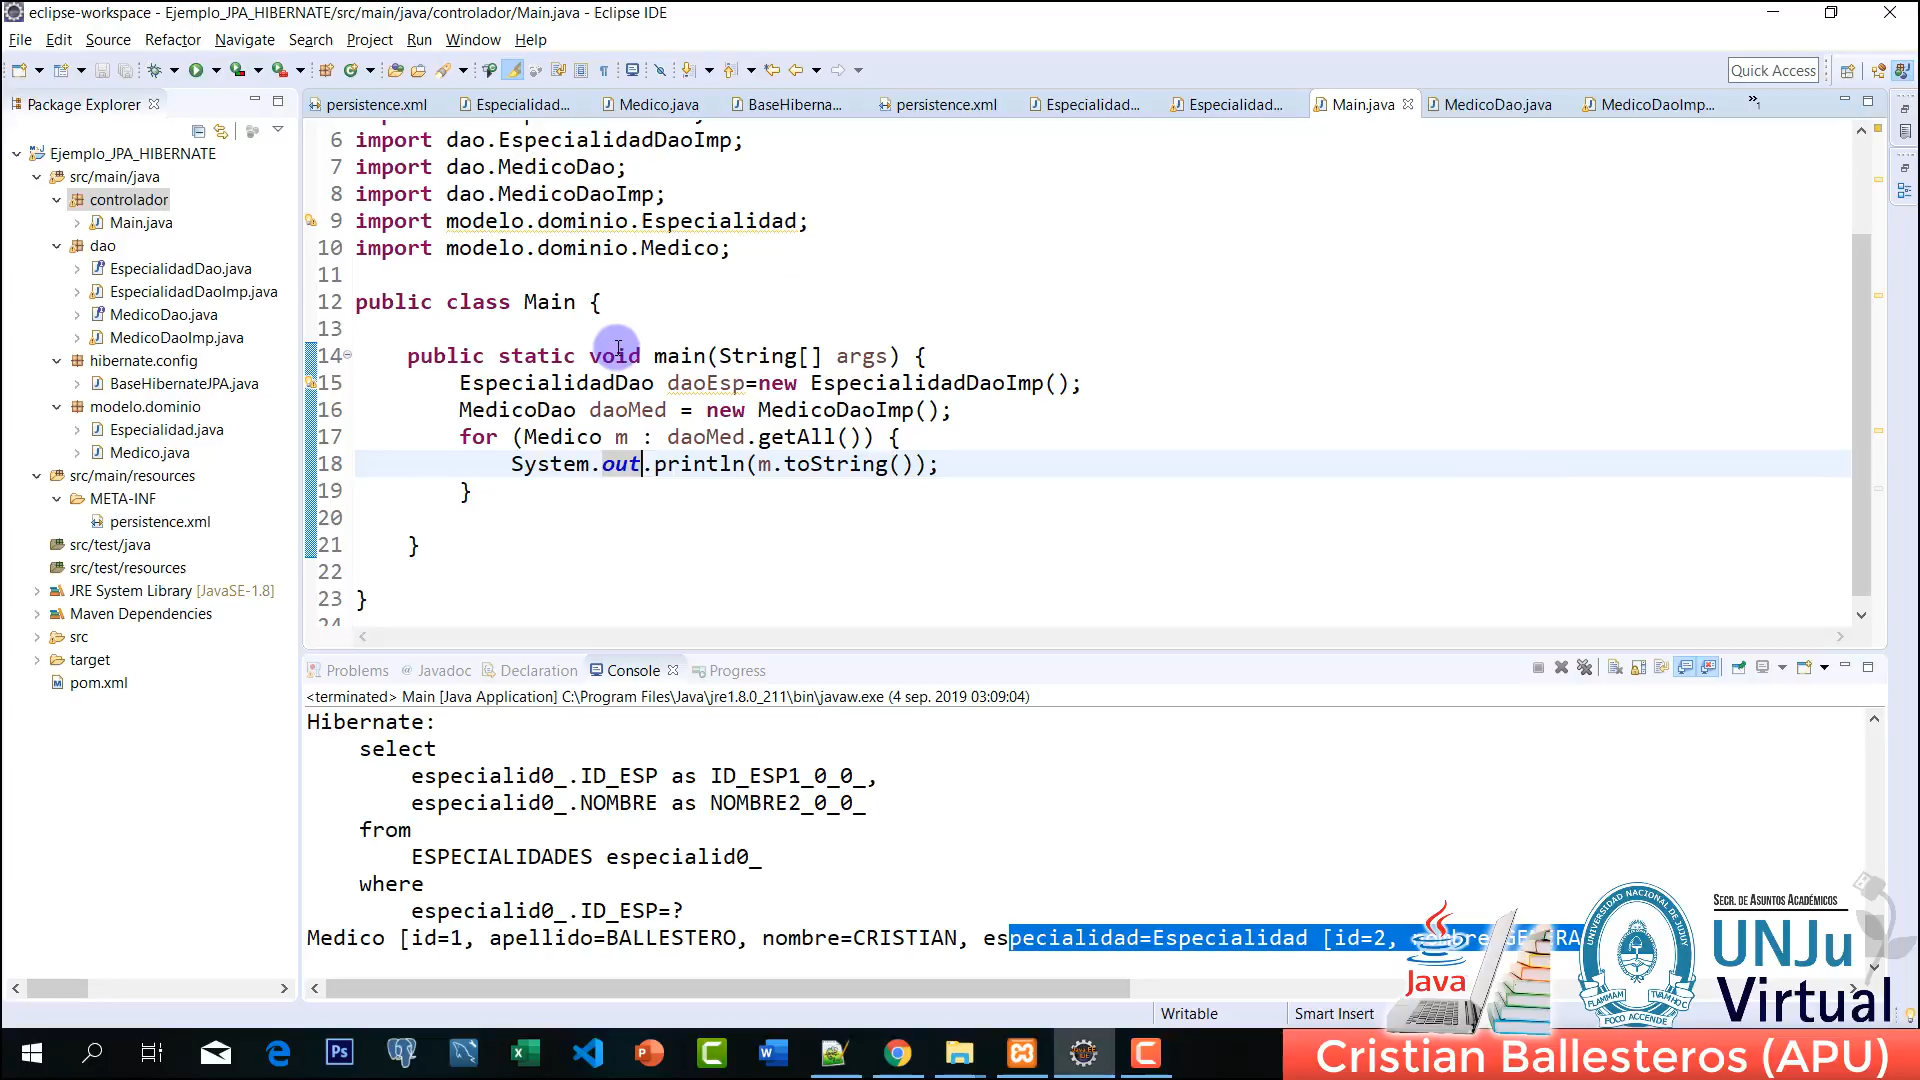 eclipse-workspace - Ejemplo_JPA_HIBERNATE/src/main/java/controlador/Main.java - Eclipse IDE
File Edit Source Refactor Navigate Search Project Run Window Help
Quick Access
Package Explorer
persistence.xml Especialidad... Medico.java BaseHiberna... persistence.xml Especialidad... Especialidad... Main.java MedicoDao.java MedicoDaoImp... »1
Ejemplo_JPA_HIBERNATE
src/main/java
controlador
Main.java
dao
EspecialidadDao.java
EspecialidadDaoImp.java
MedicoDao.java
MedicoDaoImp.java
hibernate.config
BaseHibernateJPA.java
modelo.dominio
Especialidad.java
Medico.java
src/main/resources
META-INF
persistence.xml
src/test/java
src/test/resources
JRE System Library [JavaSE-1.8]
Maven Dependencies
src
target
pom.xml
6 import dao.EspecialidadDaoImp;
7 import dao.MedicoDao;
8 import dao.MedicoDaoImp;
9 import modelo.dominio.Especialidad;
10 import modelo.dominio.Medico;
11
12 public class Main {
13
14 public static void main(String[] args) {
15 EspecialidadDao daoEsp=new EspecialidadDaoImp();
16 MedicoDao daoMed = new MedicoDaoImp();
17 for (Medico m : daoMed.getAll()) {
18 System.out.println(m.toString());
19 }
20
21 }
22
23 }
24
Problems Javadoc Declaration Console Progress
<terminated> Main [Java Application] C:\Program Files\Java\jre1.8.0_211\bin\javaw.exe (4 sep. 2019 03:09:04)
Hibernate:
select
especialid0_.ID_ESP as ID_ESP1_0_0_,
especialid0_.NOMBRE as NOMBRE2_0_0_
from
ESPECIALIDADES especialid0_
where
especialid0_.ID_ESP=?
Medico [id=1, apellido=BALLESTERO, nombre=CRISTIAN, especialidad=Especialidad [id=2,
Writable Smart Insert
Java
UNIVERSIDAD NACIONAL DE JUJUY
FOCO ACCENDE
SECR. DE ASUNTOS ACADÉMICOS
UNJu
Virtual
Cristian Ballesteros (APU)